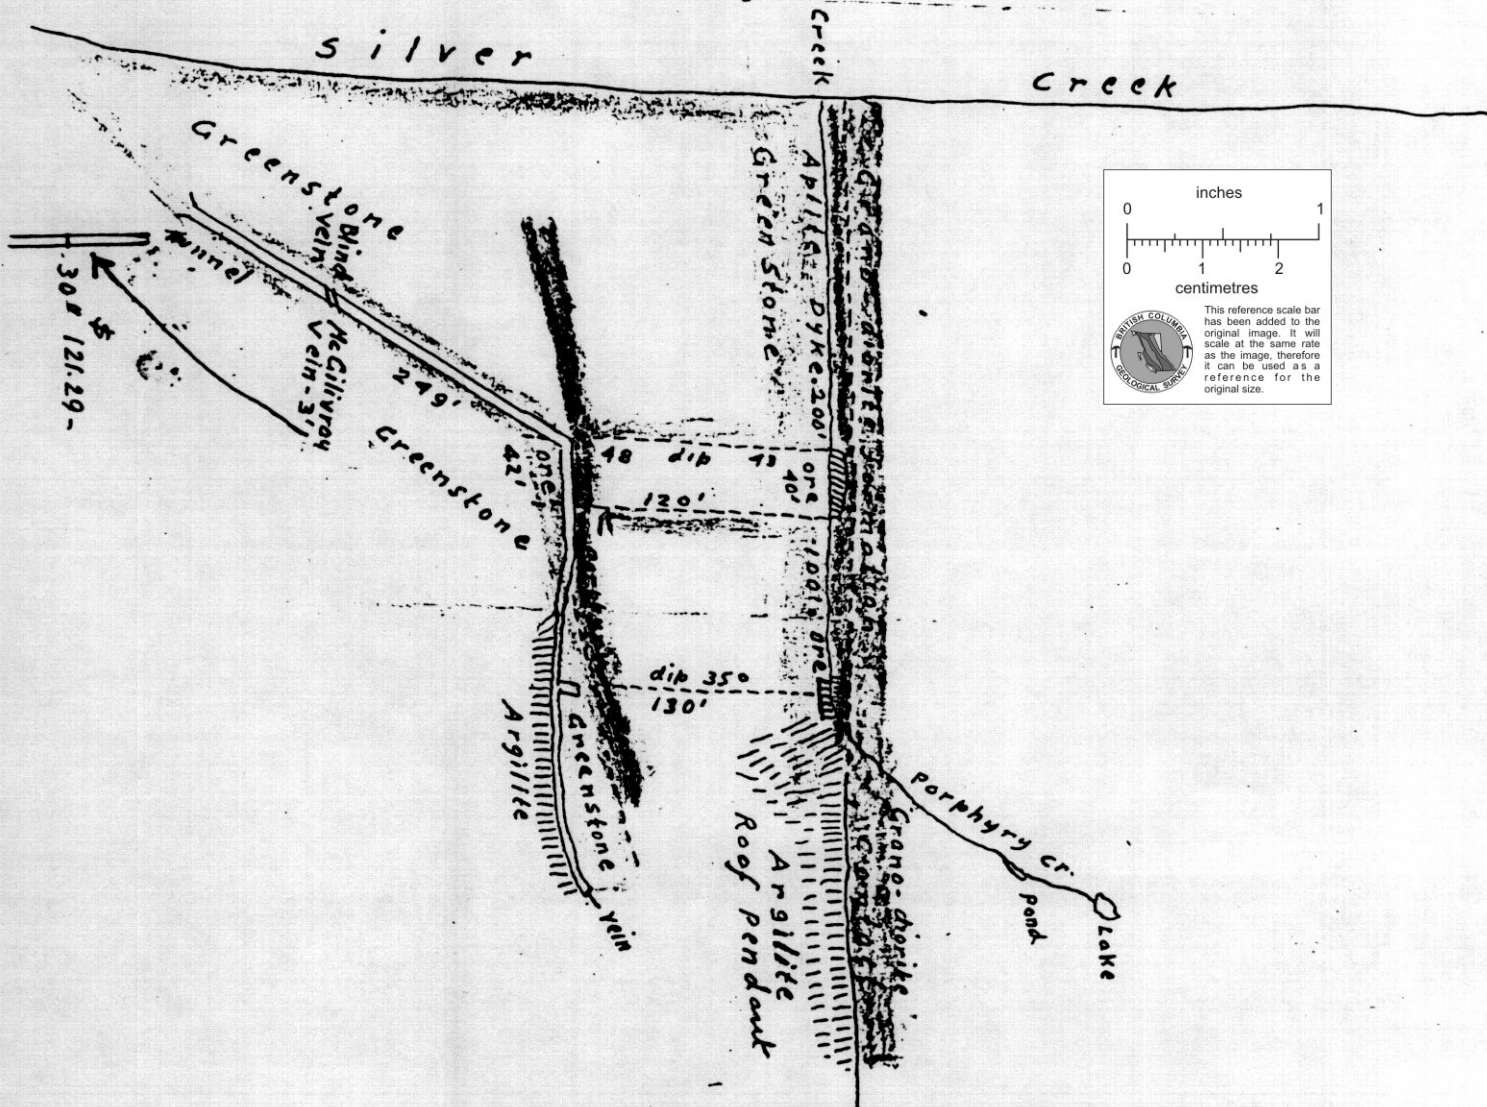 Silver Creek
Creek
Greenstone
Blind
Vein
Tunnel
McGillvroy
Vein-3'
249'
Greenstone
ore
42'
48 dip 43
120'
ore
40'
Green Stone
Aplite Dyke. 200'
100'
ore
dip 35°
130'
Argillite
Greenstone
Vein
Argillite
Roof Pendant
Grano-diorite
Porphyry Cr.
Pond
Lake
$
30" 121.29-
inches
0 1
0 1 2
centimetres
BRITISH COLUMBIA
GEOLOGICAL SURVEY
This reference scale bar
has been added to the
original image. It will
scale at the same rate
as the image, therefore
it can be used as a
reference for the
original size.